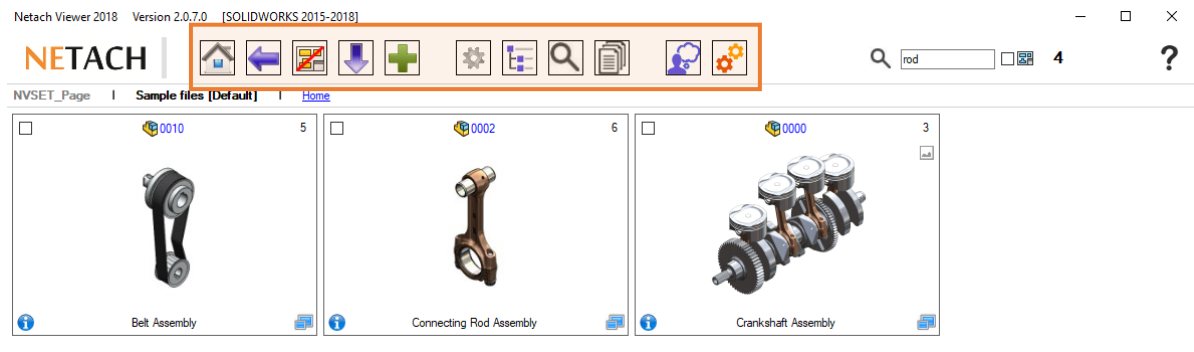 Netach Viewer 2018 Version 2.0.7.0 [SOLIDWORKS 2015-2018]
NETACH rod 4 ?
NVSET_Page I Sample files [Default] I Home
0010 5 0002 6 0000 3
Belt Assembly Connecting Rod Assembly Crankshaft Assembly